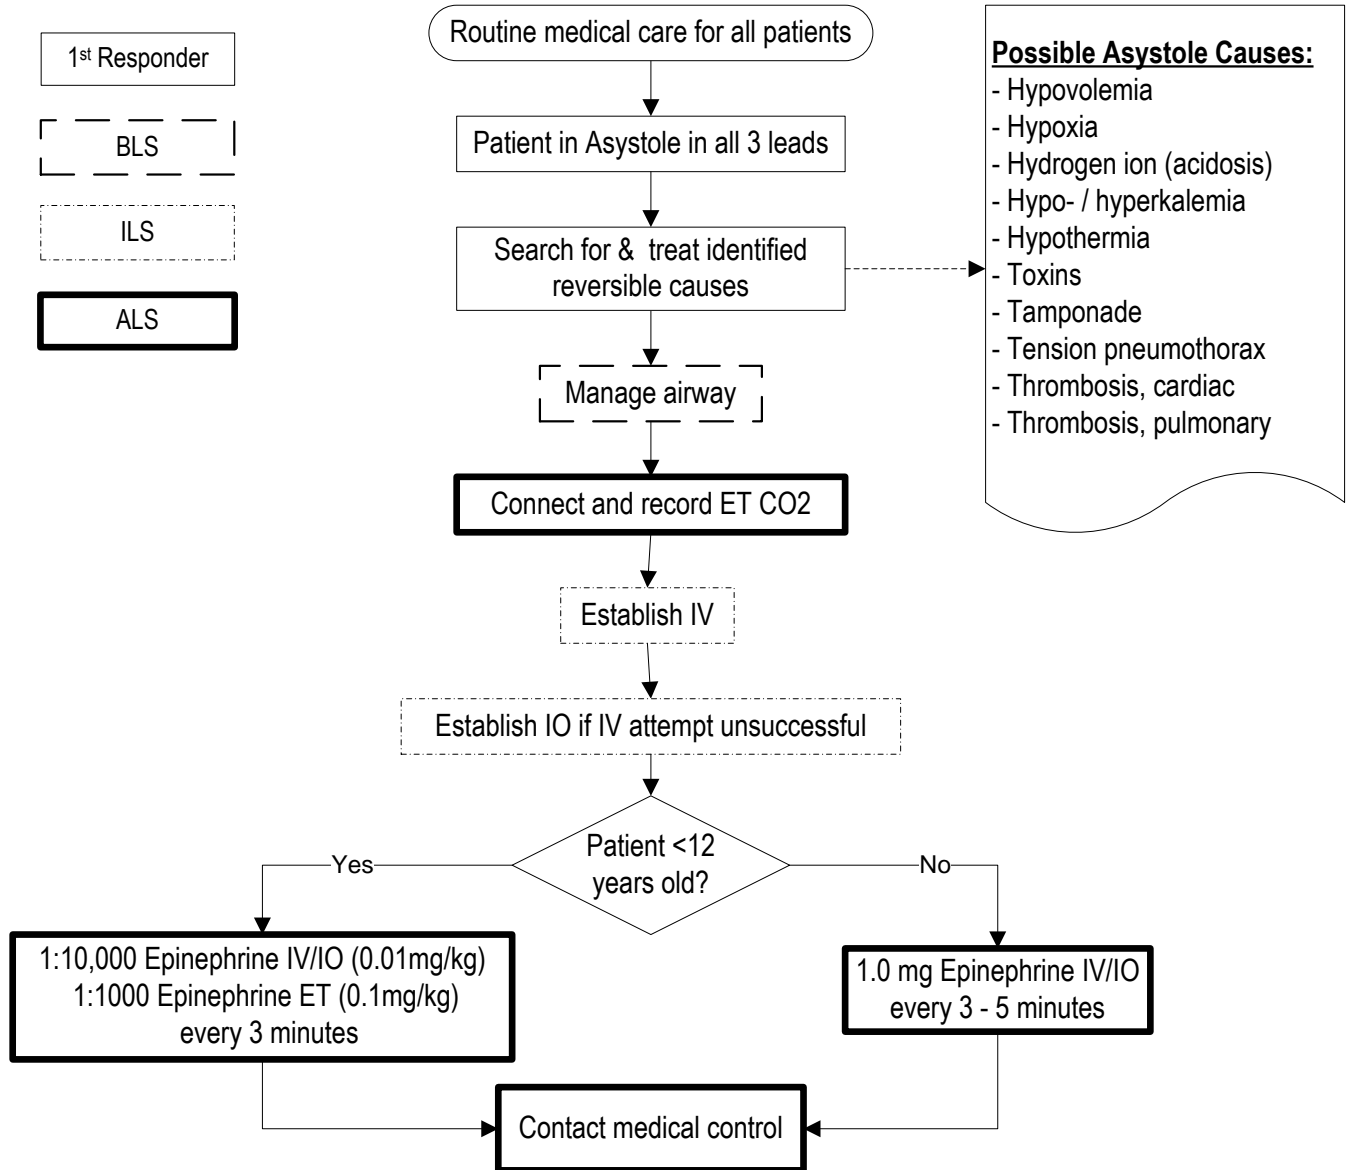 1st Responder
BLS
ILS
ALS
Routine medical care for all patients
Patient in Asystole in all 3 leads
Search for & treat identified
reversible causes
Manage airway
Connect and record ET CO2
Establish IV
Establish IO if IV attempt unsuccessful
Patient <12
years old?
Yes
No
1:10,000 Epinephrine IV/IO (0.01mg/kg)
1:1000 Epinephrine ET (0.1mg/kg)
every 3 minutes
1.0 mg Epinephrine IV/IO
every 3 - 5 minutes
Contact medical control
Possible Asystole Causes:
- Hypovolemia
- Hypoxia
- Hydrogen ion (acidosis)
- Hypo- / hyperkalemia
- Hypothermia
- Toxins
- Tamponade
- Tension pneumothorax
- Thrombosis, cardiac
- Thrombosis, pulmonary